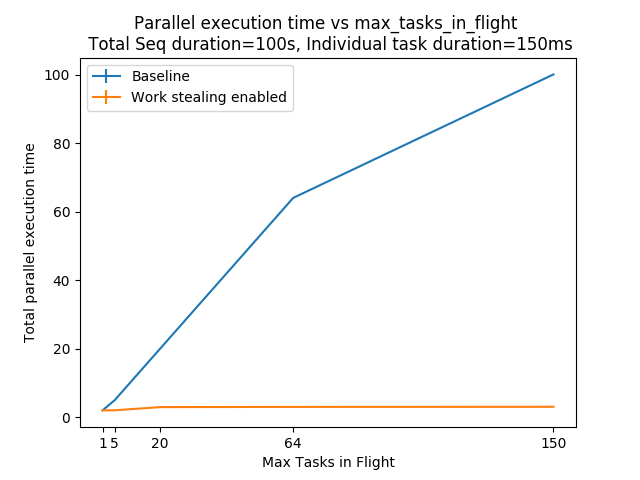 Parallel execution time vs max_tasks_in_flight
Total Seq duration=100s, Individual task duration=150ms
Baseline
Work stealing enabled
Total parallel execution time
100
80
60
40
20
0
1 5 20 64 150
Max Tasks in Flight